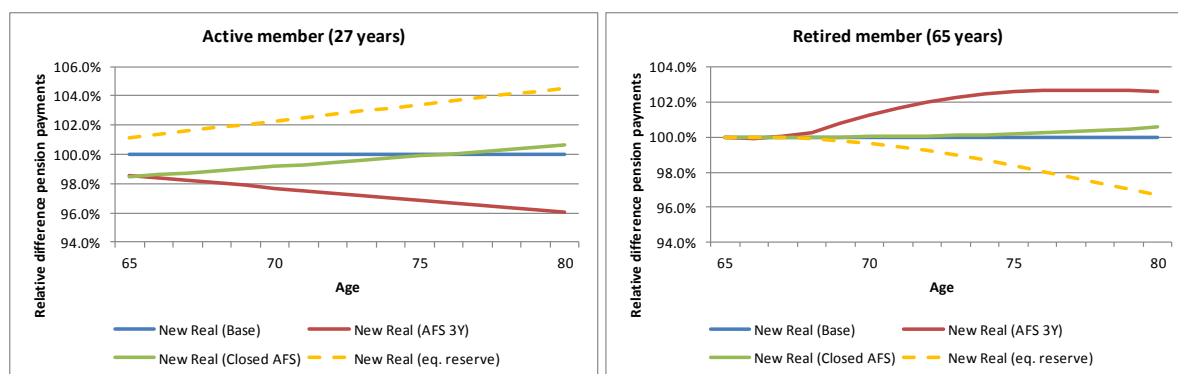 Active member (27 years)
Relative difference pension payments
106.0%
104.0%
102.0%
100.0%
98.0%
96.0%
94.0%
65 70 75 80
Age
New Real (Base) New Real (AFS 3Y)
New Real (Closed AFS) New Real (eq. reserve)
Retired member (65 years)
Relative difference pension payments
104.0%
102.0%
100.0%
98.0%
96.0%
94.0%
65 70 75 80
Age
New Real (Base) New Real (AFS 3Y)
New Real (Closed AFS) New Real (eq. reserve)